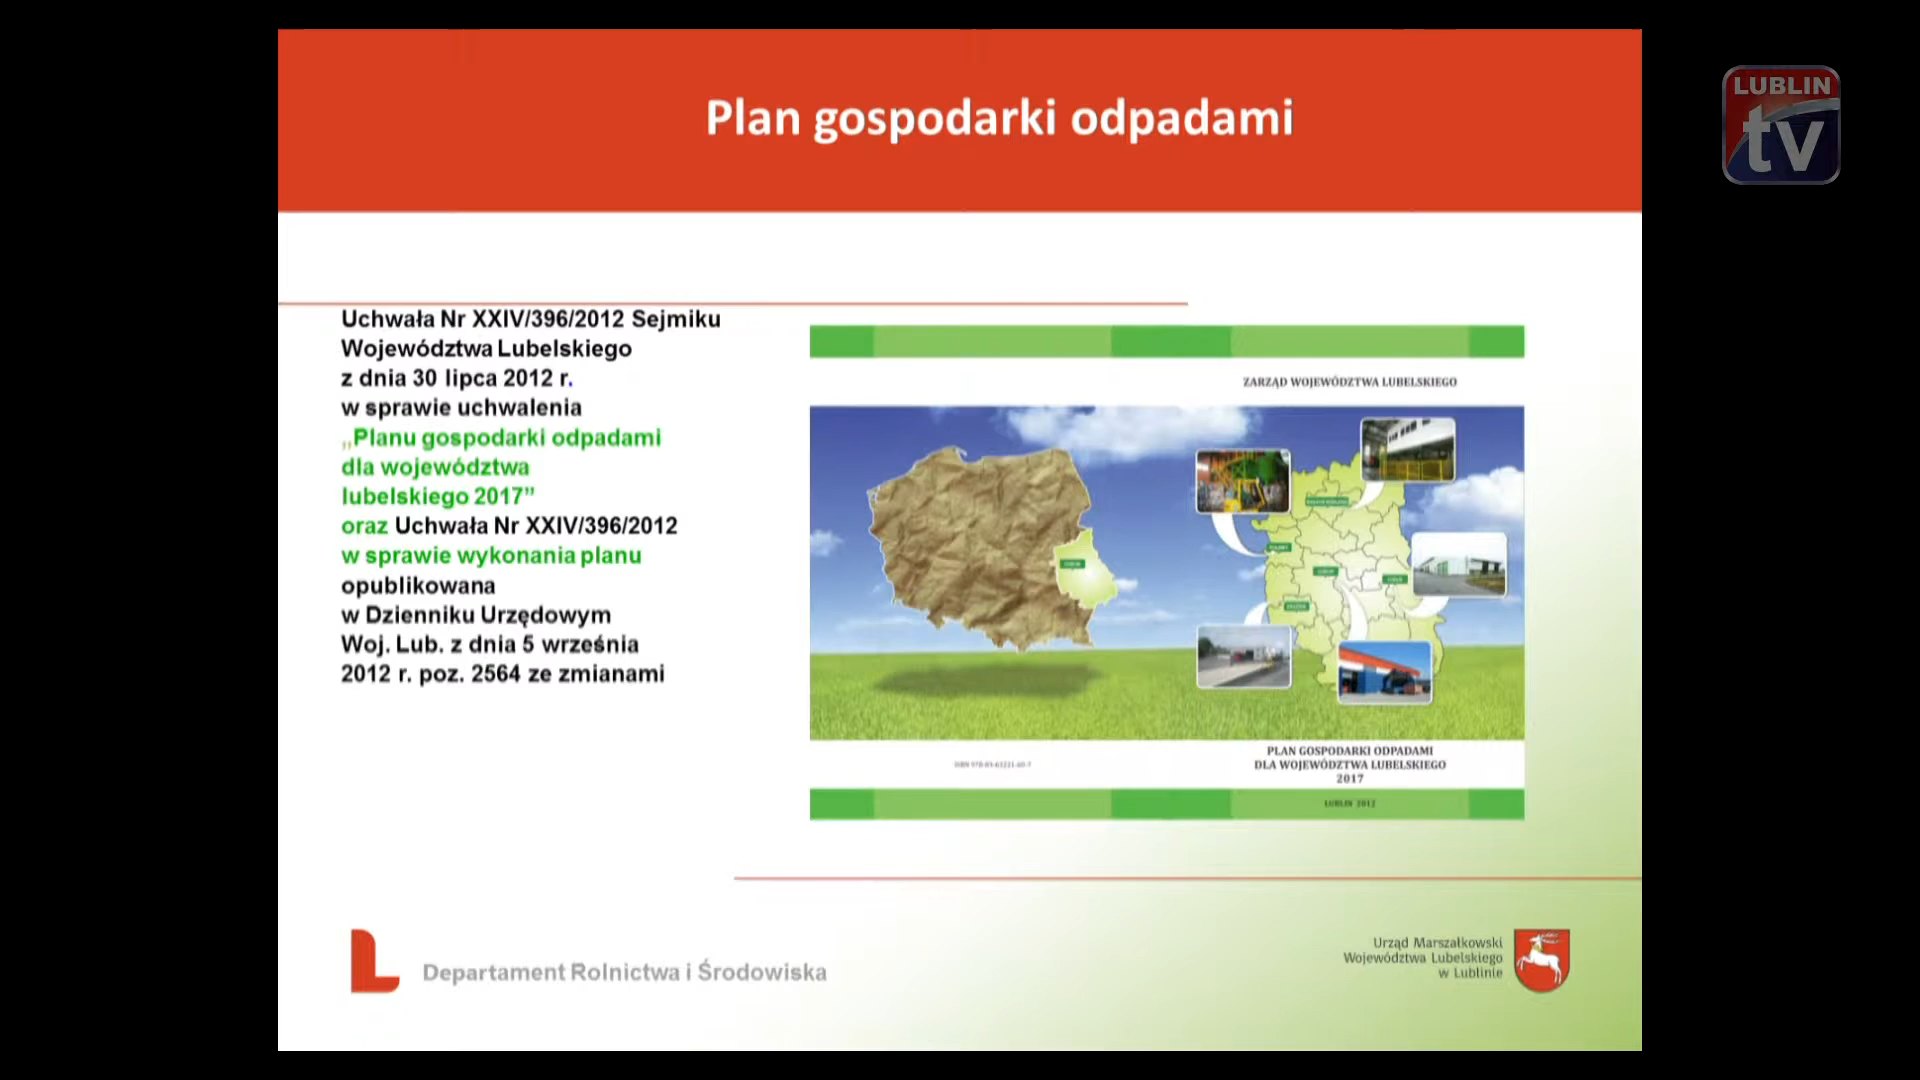 Plan gospodarki odpadami
LUBLIN
tv
Uchwała Nr XXIV/396/2012 Sejmiku
Województwa Lubelskiego
z dnia 30 lipca 2012 r.
w sprawie uchwalenia
„Planu gospodarki odpadami
dla województwa
lubelskiego 2017”
oraz Uchwała Nr XXIV/396/2012
w sprawie wykonania planu
opublikowana
w Dzienniku Urzędowym
Woj. Lub. z dnia 5 września
2012 r. poz. 2564 ze zmianami
ZARZĄD WOJEWÓDZTWA LUBELSKIEGO
PLAN GOSPODARKI ODPADAMI
DLA WOJEWÓDZTWA LUBELSKIEGO
2017
LUBLIN 2012
Departament Rolnictwa i Środowiska
Urząd Marszałkowski
Województwa Lubelskiego
w Lublinie